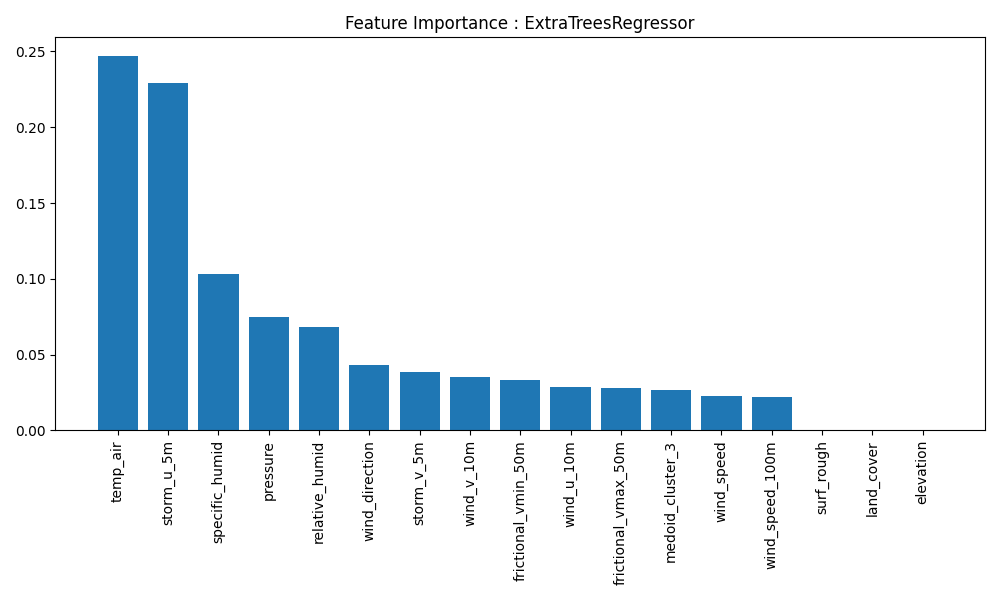 Feature Importance : ExtraTreesRegressor
0.25
0.20
0.15
0.10
0.05
0.00
temp_air
storm_u_5m
specific_humid
pressure
relative_humid
wind_direction
storm_v_5m
wind_v_10m
frictional_vmin_50m
wind_u_10m
frictional_vmax_50m
medoid_cluster_3
wind_speed
wind_speed_100m
surf_rough
land_cover
elevation